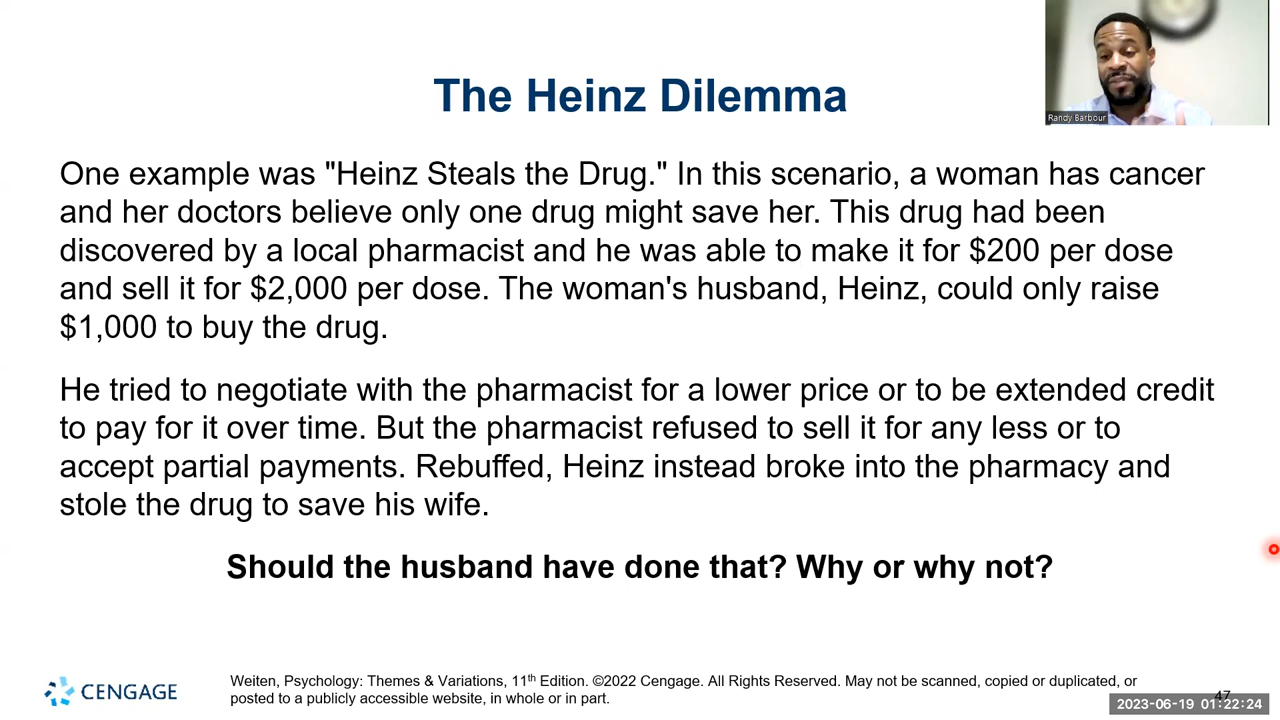 Randy Barbour
The Heinz Dilemma
One example was "Heinz Steals the Drug." In this scenario, a woman has cancer
and her doctors believe only one drug might save her. This drug had been
discovered by a local pharmacist and he was able to make it for $200 per dose
and sell it for $2,000 per dose. The woman's husband, Heinz, could only raise
$1,000 to buy the drug.
He tried to negotiate with the pharmacist for a lower price or to be extended credit
to pay for it over time. But the pharmacist refused to sell it for any less or to
accept partial payments. Rebuffed, Heinz instead broke into the pharmacy and
stole the drug to save his wife.
Should the husband have done that? Why or why not?
CENGAGE
Weiten, Psychology: Themes & Variations, 11th Edition. ©2022 Cengage. All Rights Reserved. May not be scanned, copied or duplicated, or
posted to a publicly accessible website, in whole or in part.
47
2023-06-19 01:22:24